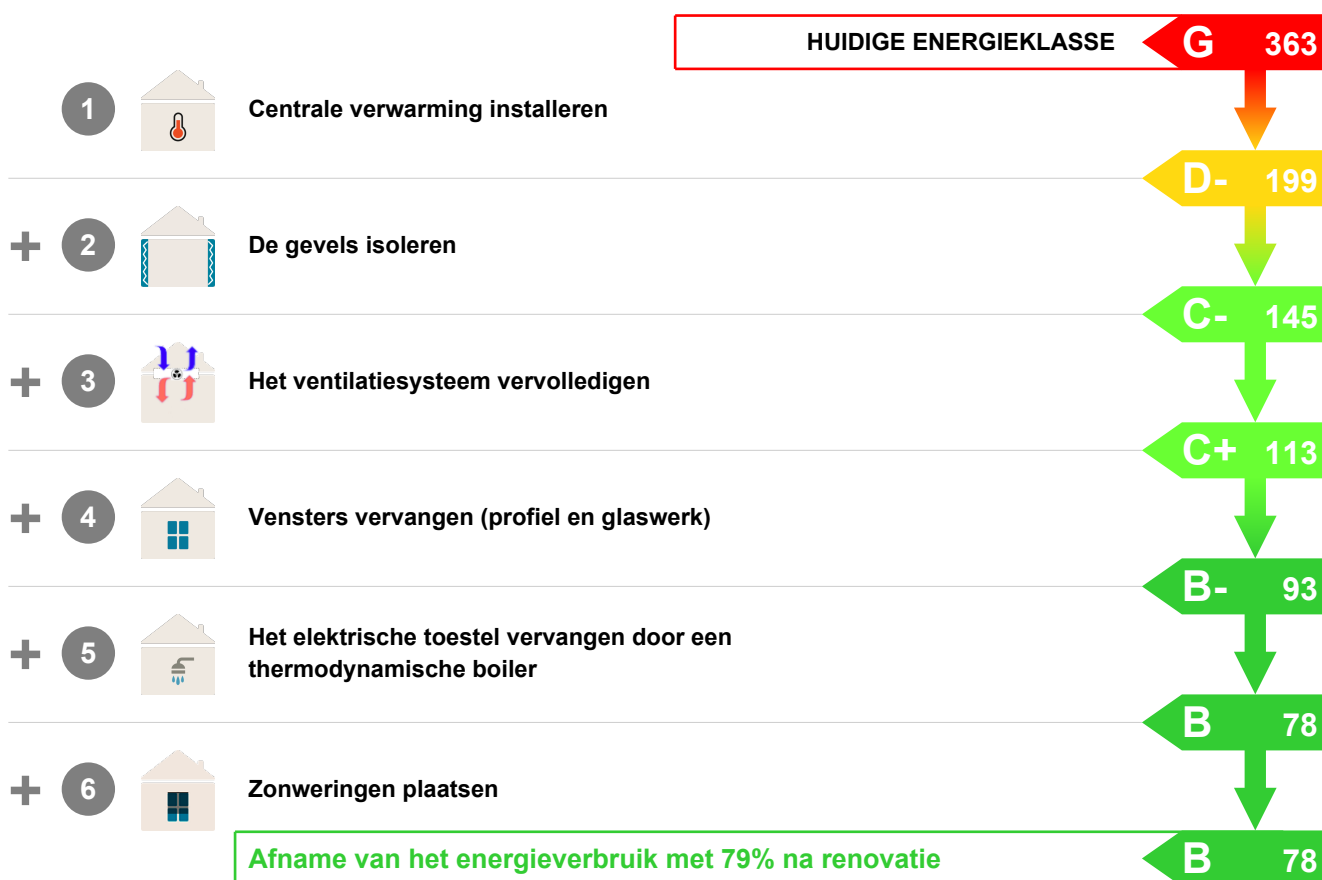 HUIDIGE ENERGIEKLASSE G 363
1 Centrale verwarming installeren
D- 199
+ 2 De gevels isoleren
C- 145
+ 3 Het ventilatiesysteem vervolledigen
C+ 113
+ 4 Vensters vervangen (profiel en glaswerk)
B- 93
+ 5 Het elektrische toestel vervangen door een
thermodynamische boiler
B 78
+ 6 Zonweringen plaatsen
Afname van het energieverbruik met 79% na renovatie B 78